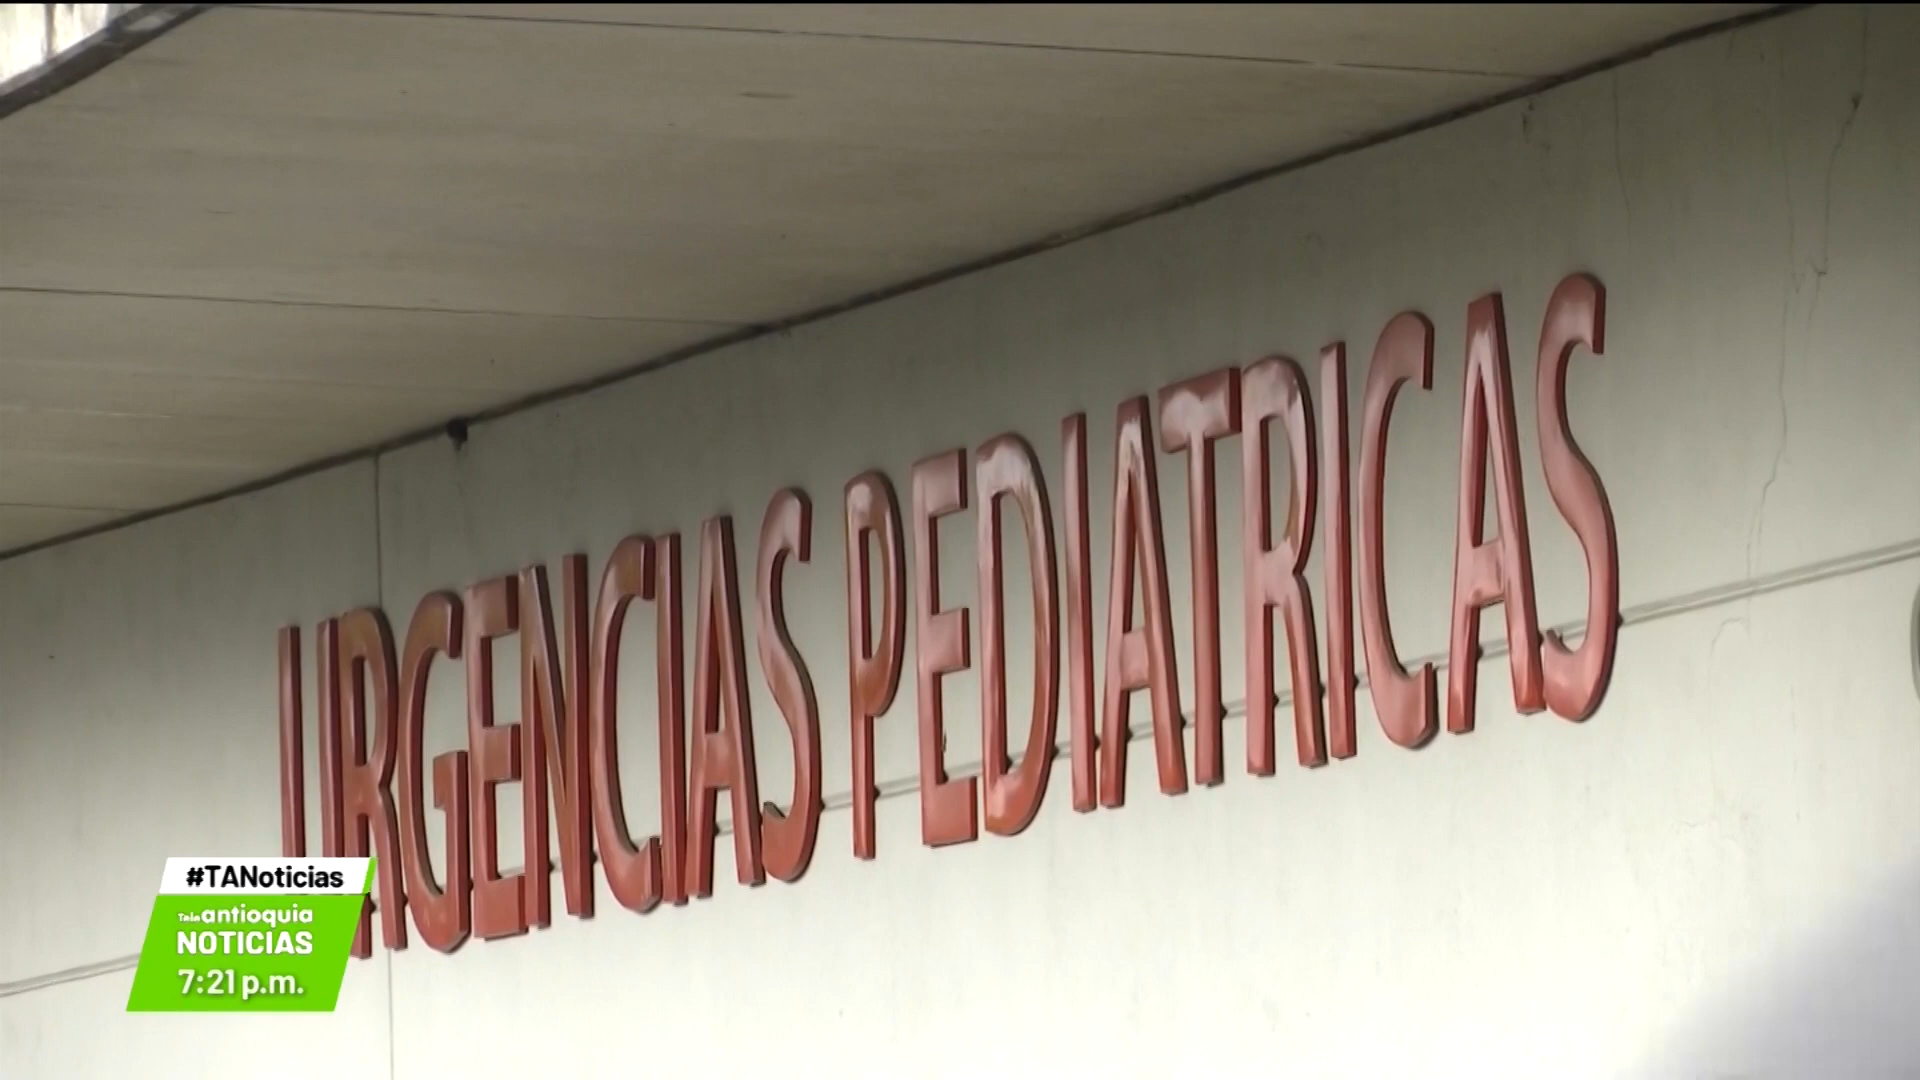 URGENCIAS PEDIATRICAS
#TANoticias
Teleantioquia
NOTICIAS
7:21 p.m.